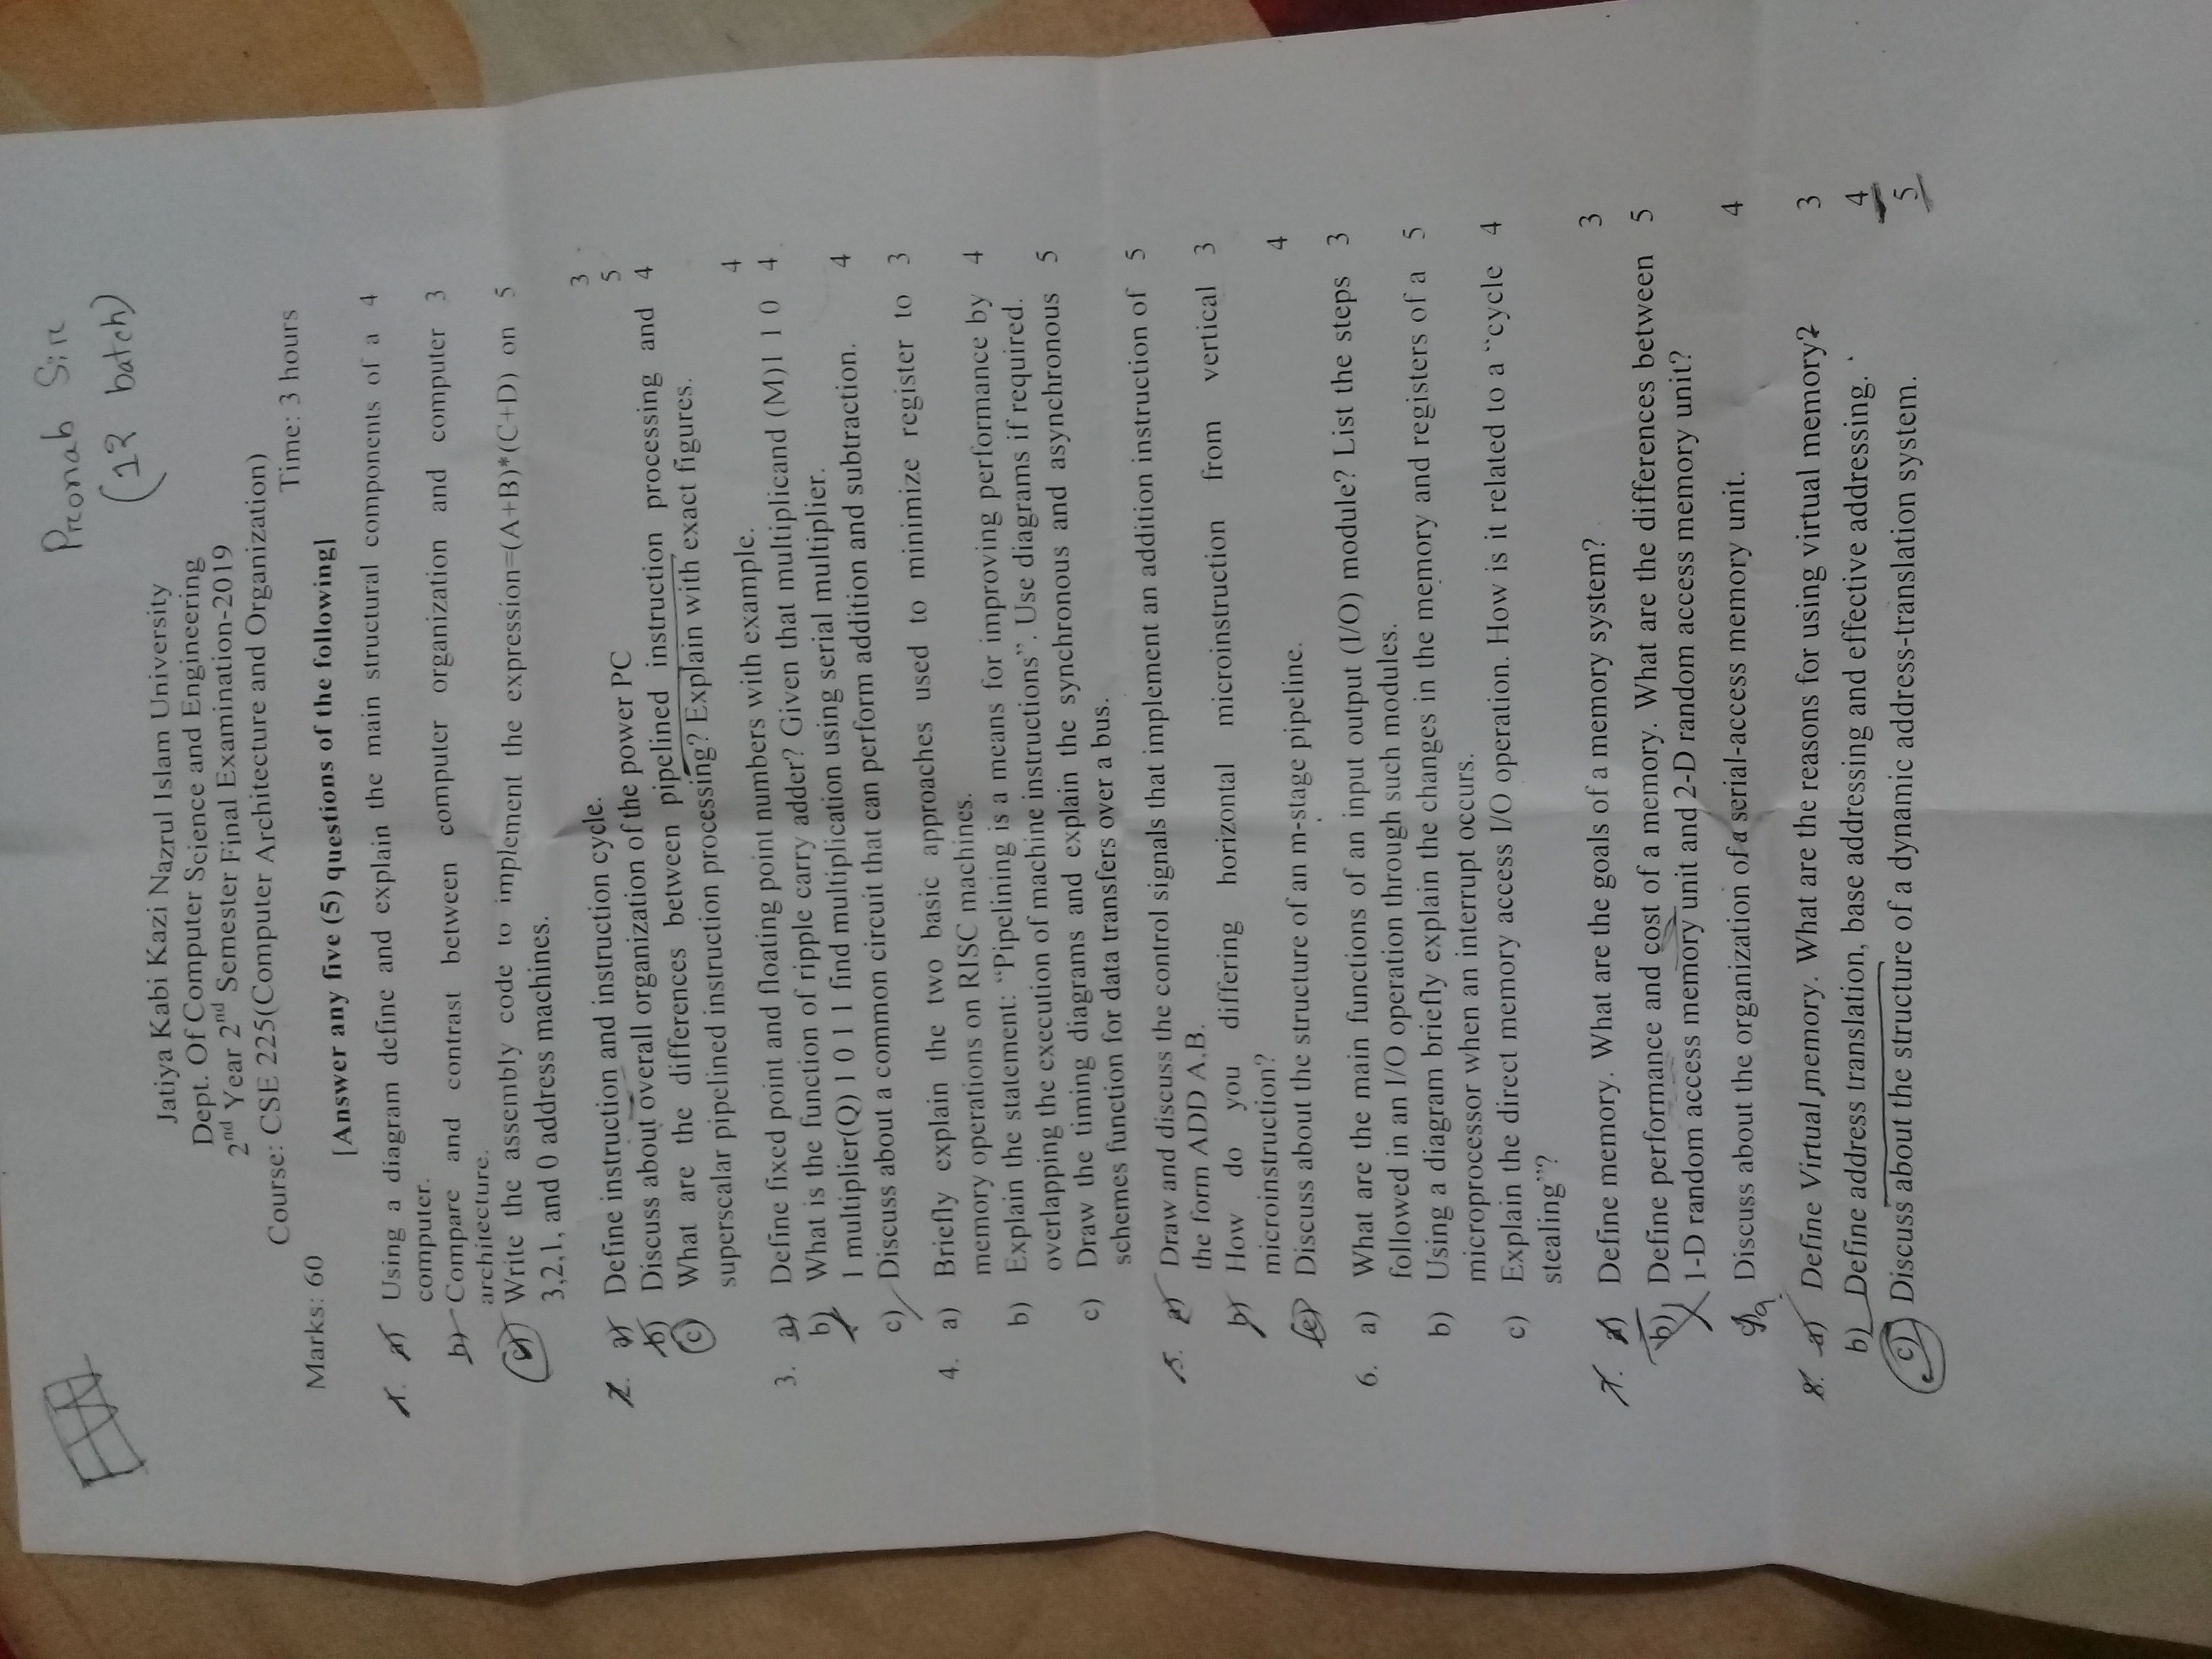 Pronab Sir
(12 batch)
Jatiya Kabi Kazi Nazrul Islam University
Dept. Of Computer Science and Engineering
2nd Year 2nd Semester Final Examination-2019
Course: CSE 225(Computer Architecture and Organization)
Marks: 60 Time: 3 hours
[Answer any five (5) questions of the following]
1. a) Using a diagram define and explain the main structural components of a 4
computer.
b) Compare and contrast between computer organization and computer 3
architecture.
c) Write the assembly code to implement the expression=(A+B)*(C+D) on 5
3,2,1, and 0 address machines.
2. a) Define instruction and instruction cycle. 3
b) Discuss about overall organization of the power PC 5
c) What are the differences between pipelined instruction processing and 4
superscalar pipelined instruction processing? Explain with exact figures.
3. a) Define fixed point and floating point numbers with example. 4
b) What is the function of ripple carry adder? Given that multiplicand (M)1 1 0 4
1 multiplier(Q) 1 0 1 1 find multiplication using serial multiplier.
c) Discuss about a common circuit that can perform addition and subtraction. 4
4. a) Briefly explain the two basic approaches used to minimize register to 3
memory operations on RISC machines.
b) Explain the statement: “Pipelining is a means for improving performance by 4
overlapping the execution of machine instructions”. Use diagrams if required.
c) Draw the timing diagrams and explain the synchronous and asynchronous 5
schemes function for data transfers over a bus.
5. a) Draw and discuss the control signals that implement an addition instruction of 5
the form ADD A,B.
b) How do you differing horizontal microinstruction from vertical 3
microinstruction?
c) Discuss about the structure of an m-stage pipeline. 4
6. a) What are the main functions of an input output (I/O) module? List the steps 3
followed in an I/O operation through such modules.
b) Using a diagram briefly explain the changes in the memory and registers of a 5
microprocessor when an interrupt occurs.
c) Explain the direct memory access I/O operation. How is it related to a “cycle 4
stealing”?
7. a) Define memory. What are the goals of a memory system? 3
b) Define performance and cost of a memory. What are the differences between 5
1-D random access memory unit and 2-D random access memory unit?
c) Discuss about the organization of a serial-access memory unit. 4
8. a) Define Virtual memory. What are the reasons for using virtual memory? 3
b) Define address translation, base addressing and effective addressing. 4
c) Discuss about the structure of a dynamic address-translation system. 5